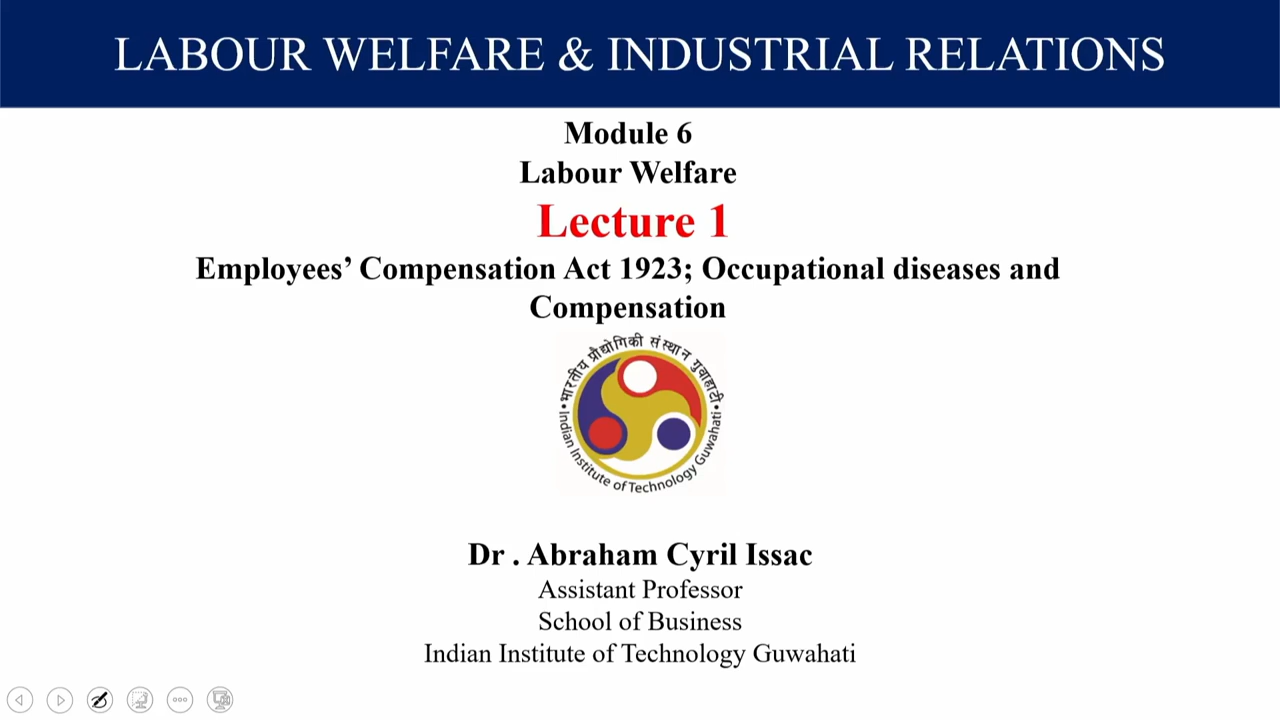 LABOUR WELFARE & INDUSTRIAL RELATIONS
Module 6
Labour Welfare
Lecture 1
Employees’ Compensation Act 1923; Occupational diseases and
Compensation
भारतीय प्रौद्योगिकी संस्थान गुवाहाटी
Indian Institute of Technology Guwahati
Dr . Abraham Cyril Issac
Assistant Professor
School of Business
Indian Institute of Technology Guwahati